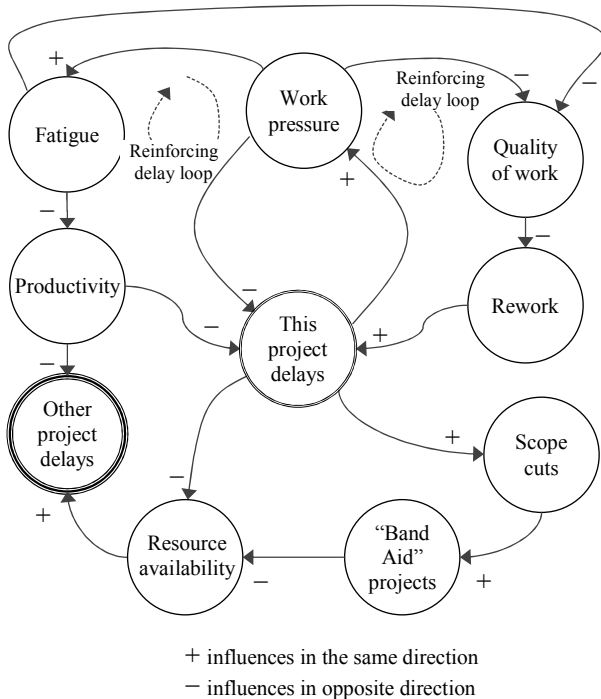 +
Fatigue
Reinforcing
delay loop
Work
pressure
Reinforcing
delay loop
−
−
Quality
of work
+
−
−
Productivity
−
−
−
This
project
delays
+
Rework
Other
project
delays
+
Scope
cuts
−
+
Resource
availability
−
“Band
Aid”
projects
+
+ influences in the same direction
− influences in opposite direction